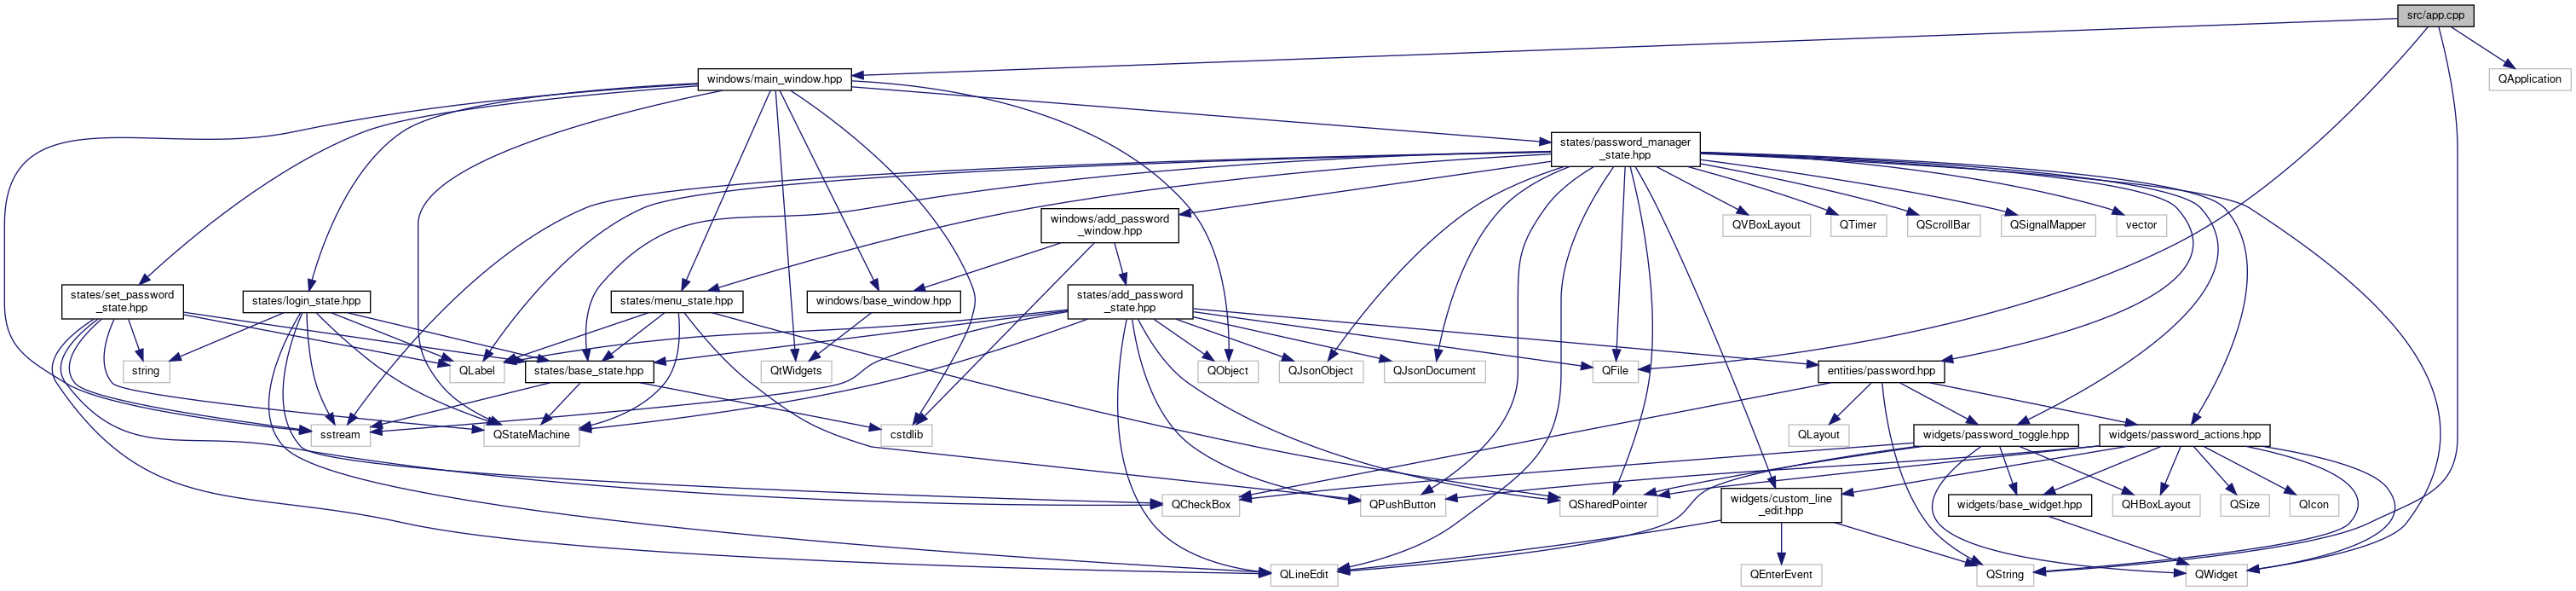 src/app.cpp
windows/main_window.hpp
QApplication
states/password_manager
_state.hpp
windows/add_password
_window.hpp
QVBoxLayout
QTimer
QScrollBar
QSignalMapper
vector
states/set_password
_state.hpp
states/login_state.hpp
states/menu_state.hpp
windows/base_window.hpp
states/add_password
_state.hpp
string
QLabel
states/base_state.hpp
QtWidgets
QObject
QJsonObject
QJsonDocument
QFile
entities/password.hpp
sstream
QStateMachine
cstdlib
QLayout
widgets/password_toggle.hpp
widgets/password_actions.hpp
QCheckBox
QPushButton
QSharedPointer
widgets/custom_line
_edit.hpp
widgets/base_widget.hpp
QHBoxLayout
QSize
QIcon
QLineEdit
QEnterEvent
QString
QWidget